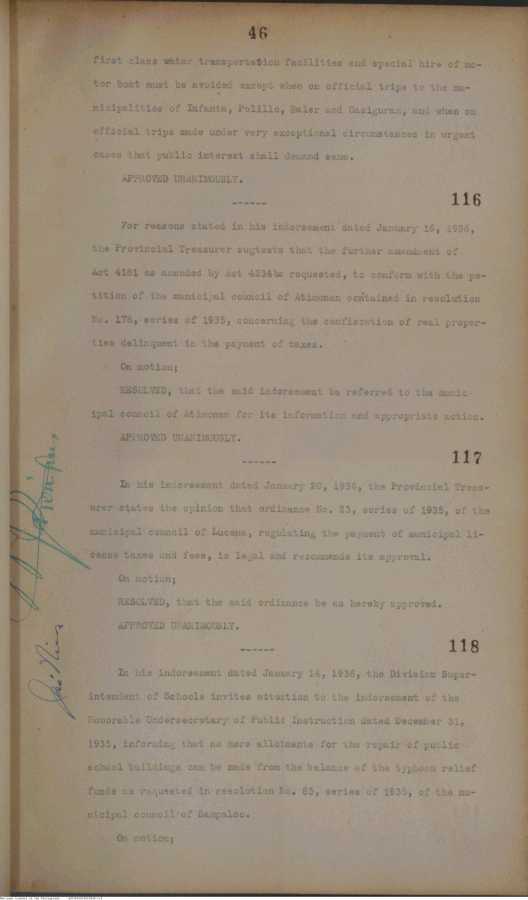 46
first class water transportation facilities and special hire of mo-
tor boat must be avoided except when on official trips to the mu-
nicipalities of Infanta, Polillo, Baler and Casiguran, and when on
official trips made under very exceptional circumstances in urgent
cases that public interest shall demand same.
APPROVED UNANIMOUSLY.
------
116
For reasons stated in his indorsement dated January 16, 1936,
the Provincial Treasurer suggests that the further amendment of
Act 4181 as amended by Act 4234 be requested, to conform with the pe-
tition of the municipal council of Atimonan contained in resolution
No. 178, series of 1935, concerning the confiscation of real proper-
ties delinquent in the payment of taxes.
On motion;
RESOLVED, that the said indorsement be referred to the munic-
ipal council of Atimonan for its information and appropriate action.
APPROVED UNANIMOUSLY.
------
117
In his indorsement dated January 20, 1936, the Provincial Treas-
urer states the opinion that ordinance No. 23, series of 1935, of the
municipal council of Lucena, regulating the payment of municipal li-
cense taxes and fees, is legal and recommends its approval.
On motion;
RESOLVED, that the said ordinance be as hereby approved.
APPROVED UNANIMOUSLY.
------
118
In his indorsement dated January 14, 1936, the Division Super-
intendent of Schools invites attention to the indorsement of the
Honorable Undersecretary of Public Instruction dated December 31,
1935, informing that no more allotments for the repair of public
school buildings can be made from the balance of the typhoon relief
funds as requested in resolution No. 85, series of 1935, of the mu-
nicipal council of Sampaloc.
On motion;